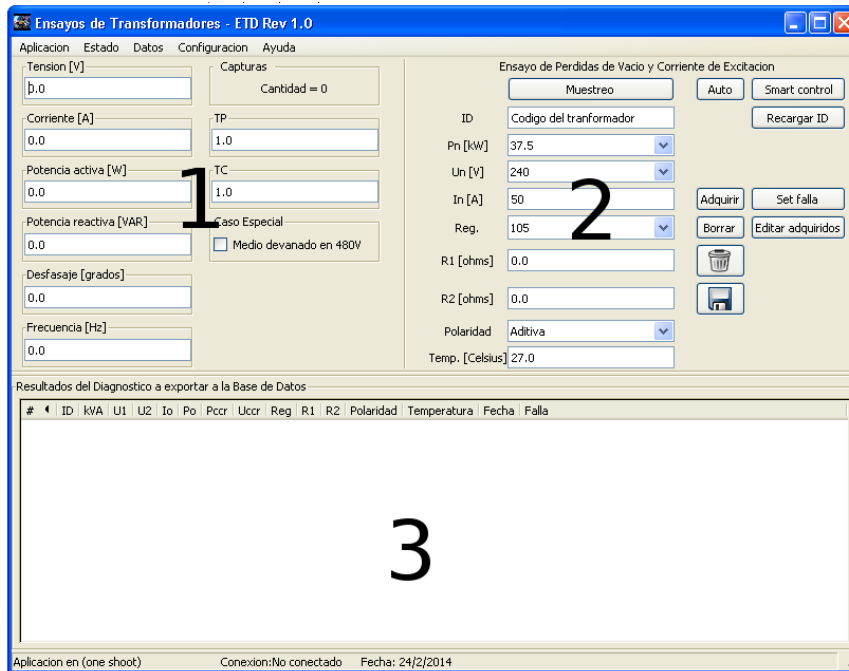 Ensayos de Transformadores - ETD Rev 1.0
Aplicacion Estado Datos Configuracion Ayuda
Tension [V]
0.0
Corriente [A]
0.0
Potencia activa [W]
0.0
Potencia reactiva [VAR]
0.0
Desfasaje [grados]
0.0
Frecuencia [Hz]
0.0
Capturas
Cantidad = 0
TP
1.0
TC
1.0
Caso Especial
Medio devanado en 480V
1
Ensayo de Perdidas de Vacio y Corriente de Excitacion
Muestreo Auto Smart control
ID Codigo del tranformador Recargar ID
Pn [kW] 37.5
Un [V] 240
In [A] 50 Adquirir Set falla
Reg. 105 Borrar Editar adquiridos
R1 [ohms] 0.0
R2 [ohms] 0.0
Polaridad Aditiva
Temp. [Celsius] 27.0
2
Resultados del Diagnostico a exportar a la Base de Datos
# ID kVA U1 U2 Io Po Pccr Uccr Reg R1 R2 Polaridad Temperatura Fecha Falla
3
Aplicacion en (one shoot) Conexion:No conectado Fecha: 24/2/2014